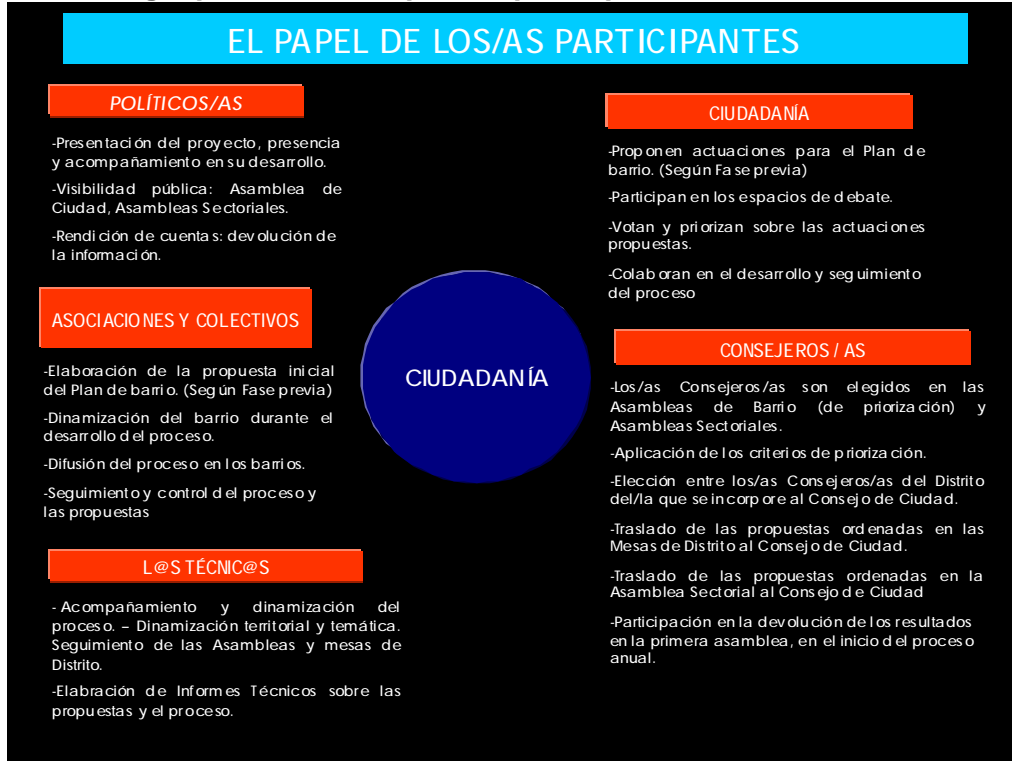 EL PAPEL DE LOS/AS PARTICIPANTES
POLÍTICOS/AS
-Presentación del proyecto, presencia
y acompañamiento en su desarrollo.
-Visibilidad pública: Asamblea de
Ciudad, Asambleas Sectoriales.
-Rendición de cuentas: devolución de
la información.
ASOCIACIONES Y COLECTIVOS
-Elaboración de la propuesta inicial
del Plan de barrio. (Según Fase previa)
-Dinamización del barrio durante el
desarrollo del proceso.
-Difusión del proceso en los barrios.
-Seguimiento y control del proceso y
las propuestas
L@S TÉCNIC@S
- Acompañamiento y dinamización del
proceso. – Dinamización territorial y temática.
Seguimiento de las Asambleas y mesas de
Distrito.
-Elabración de Informes Técnicos sobre las
propuestas y el proceso.
CIUDADANÍA
CIUDADANÍA
-Proponen actuaciones para el Plan de
barrio. (Según Fase previa)
-Participan en los espacios de debate.
-Votan y priorizan sobre las actuaciones
propuestas.
-Colaboran en el desarrollo y seguimiento
del proceso
CONSEJEROS / AS
-Los/as Consejeros/as son elegidos en las
Asambleas de Barrio (de priorización) y
Asambleas Sectoriales.
-Aplicación de los criterios de priorización.
-Elección entre los/as Consejeros/as del Distrito
del/la que se incorpore al Consejo de Ciudad.
-Traslado de las propuestas ordenadas en las
Mesas de Distrito al Consejo de Ciudad.
-Traslado de las propuestas ordenadas en la
Asamblea Sectorial al Consejo de Ciudad
-Participación en la devolución de los resultados
en la primera asamblea, en el inicio del proceso
anual.